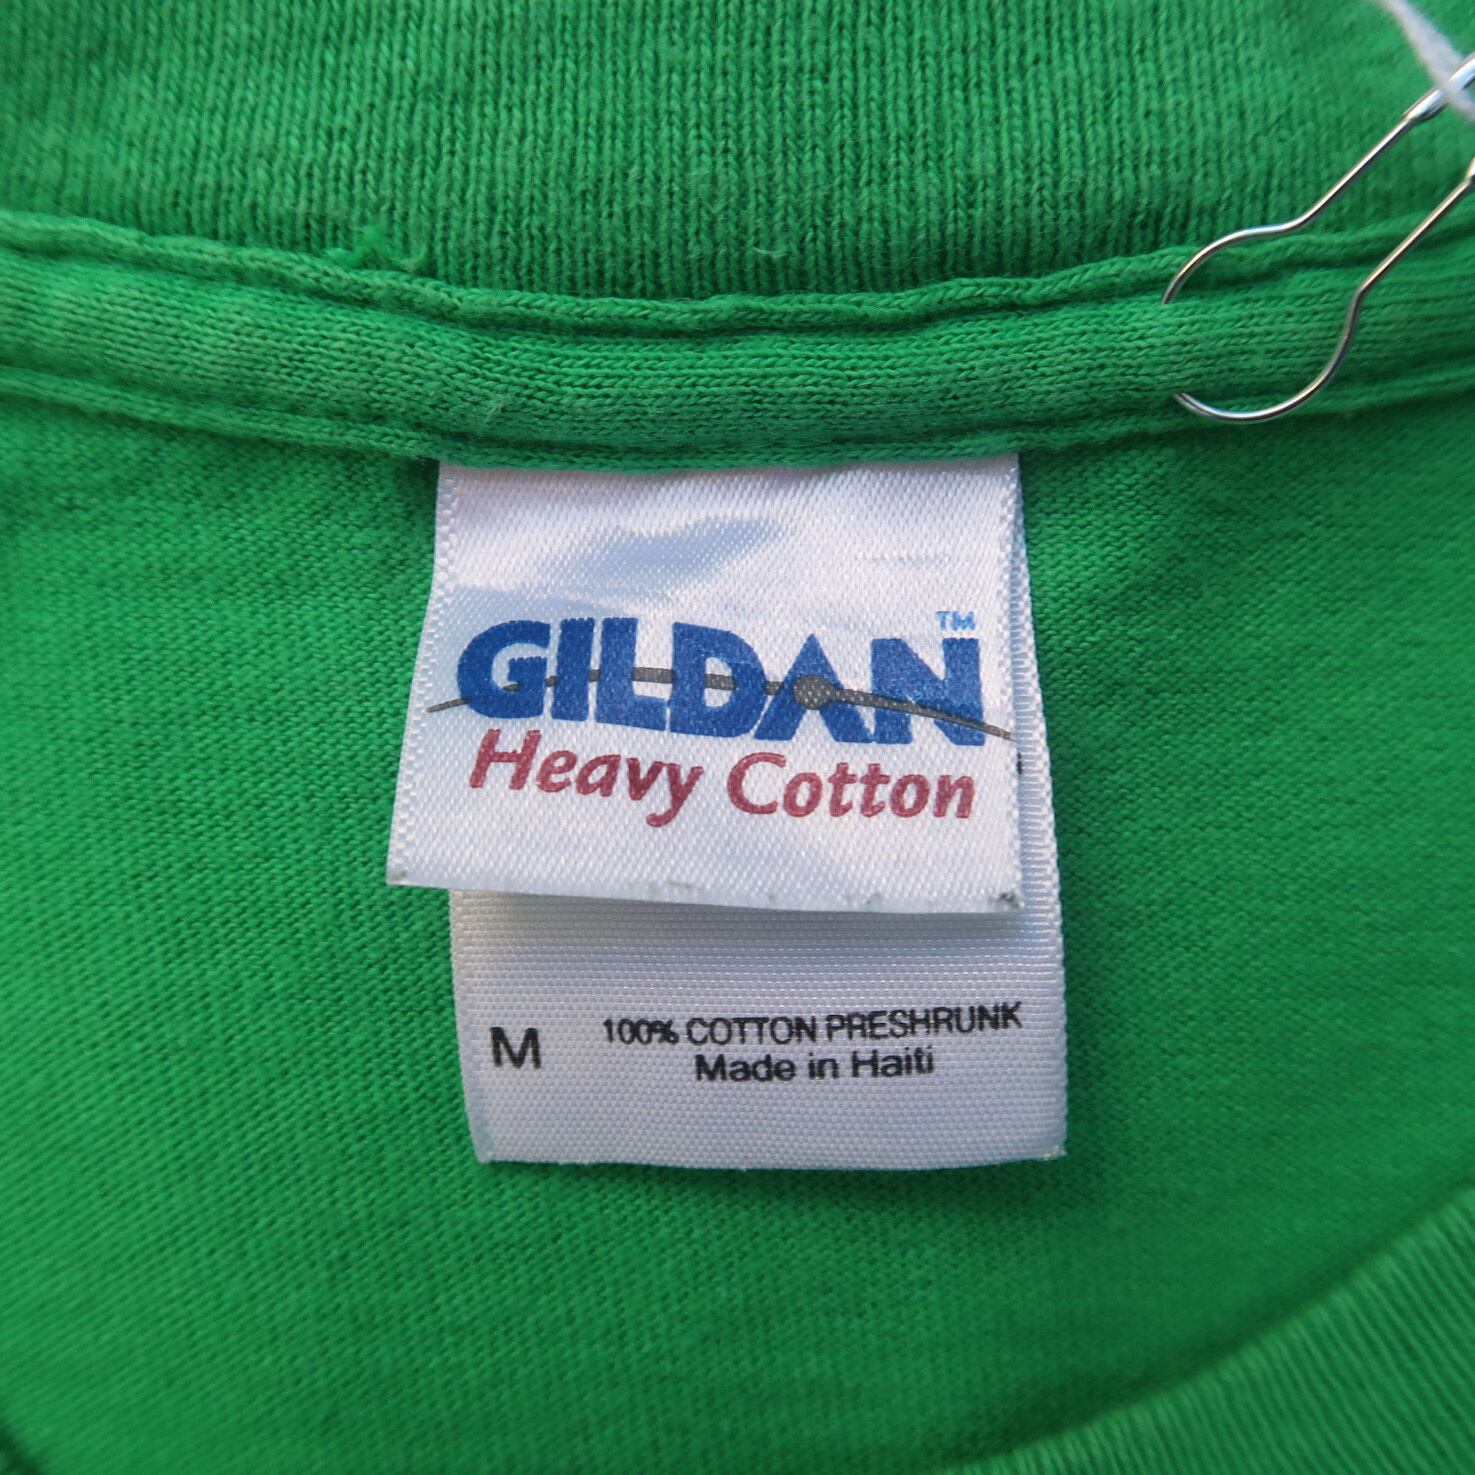 GILDAN™
Heavy Cotton
M 100% COTTON PRESHRUNK
Made in Haiti